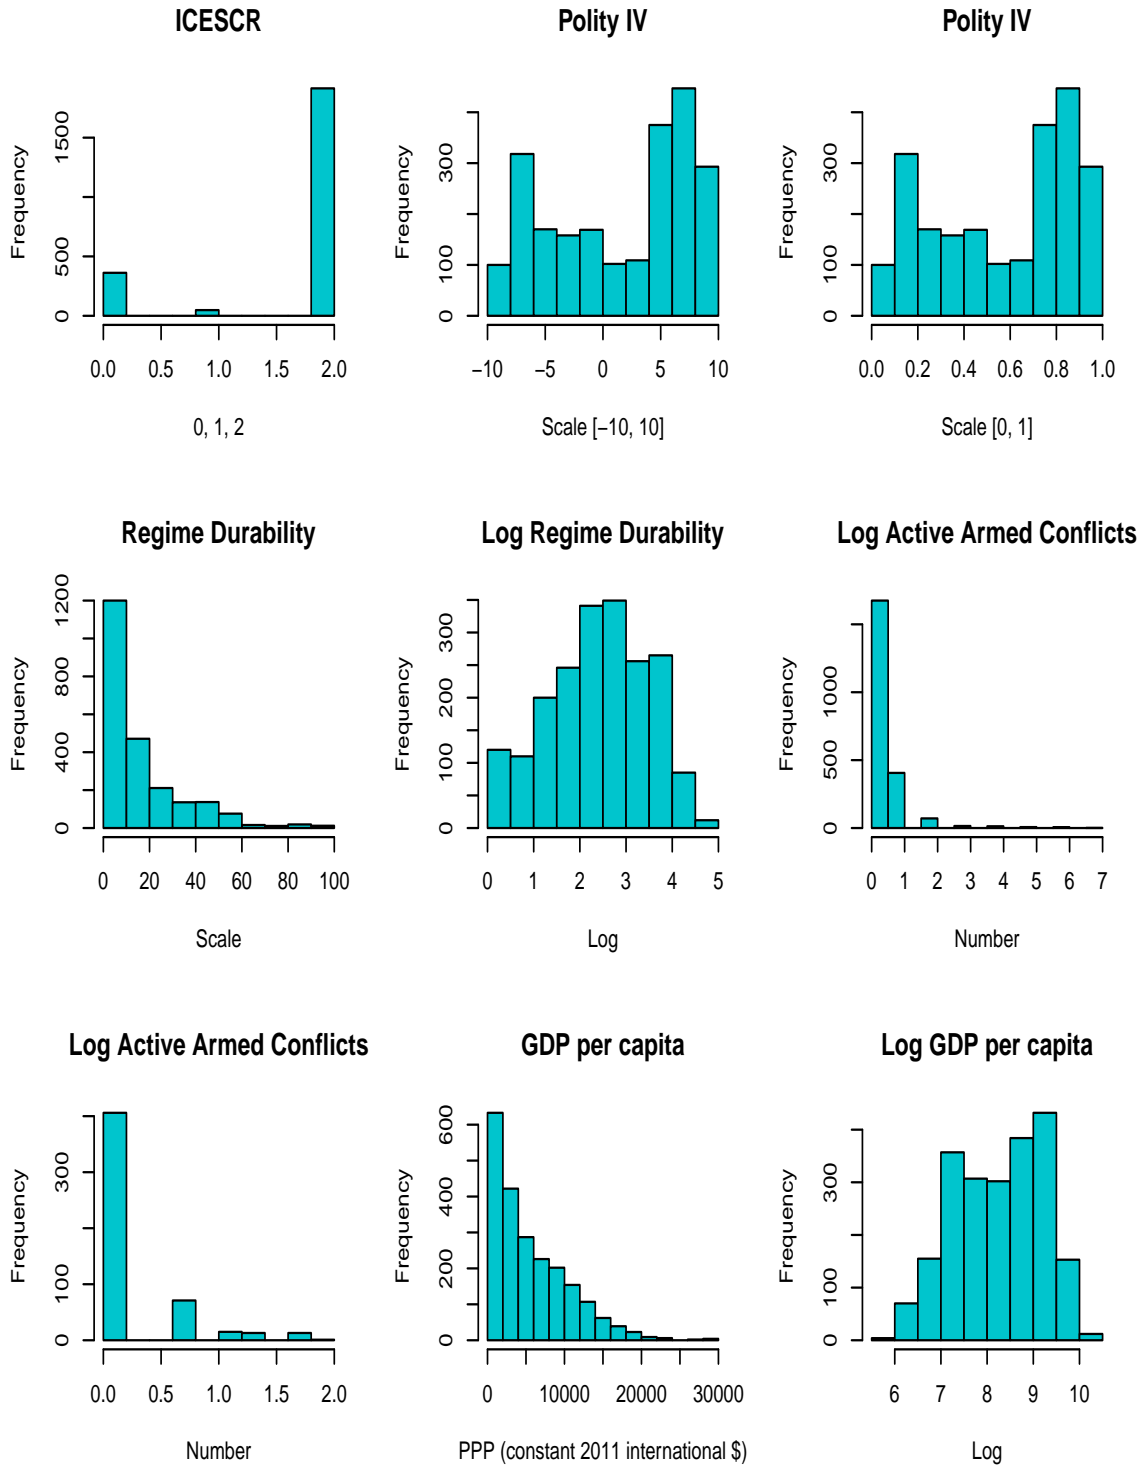 ICESCR
Polity IV
Polity IV
Frequency
0 500 1500
0.0 0.5 1.0 1.5 2.0
0, 1, 2
Frequency
0 100 300
−10 −5 0 5 10
Scale [−10, 10]
Frequency
0 100 300
0.0 0.2 0.4 0.6 0.8 1.0
Scale [0, 1]
Regime Durability
Log Regime Durability
Log Active Armed Conflicts
Frequency
0 400 800 1200
0 20 40 60 80 100
Scale
Frequency
0 100 200 300
0 1 2 3 4 5
Log
Frequency
0 500 1000
0 1 2 3 4 5 6 7
Number
Log Active Armed Conflicts
GDP per capita
Log GDP per capita
Frequency
0 100 300
0.0 0.5 1.0 1.5 2.0
Number
Frequency
0 200 400 600
0 10000 20000 30000
PPP (constant 2011 international $)
Frequency
0 100 300
6 7 8 9 10
Log